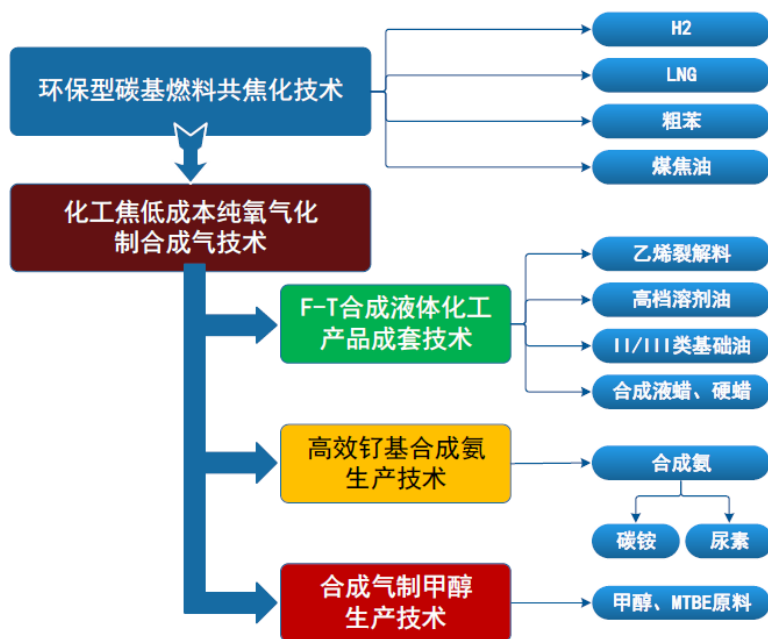 环保型碳基燃料共焦化技术
H2
LNG
粗苯
煤焦油
化工焦低成本纯氧气化
制合成气技术
F-T合成液体化工
产品成套技术
乙烯裂解料
高档溶剂油
II/III类基础油
合成液蜡、硬蜡
高效钌基合成氨
生产技术
合成氨
碳铵
尿素
合成气制甲醇
生产技术
甲醇、MTBE原料